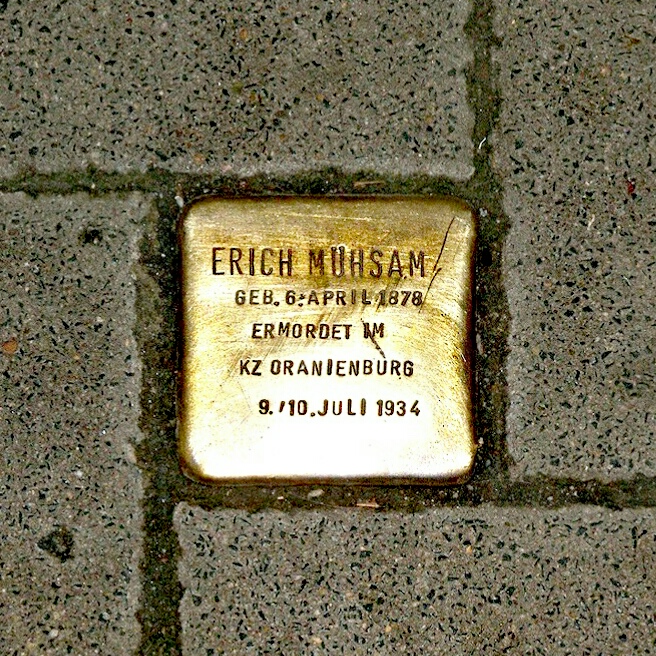 ERICH MÜHSAM
GEB. 6. APRIL 1878
ERMORDET IM
KZ ORANIENBURG
9./10. JULI 1934